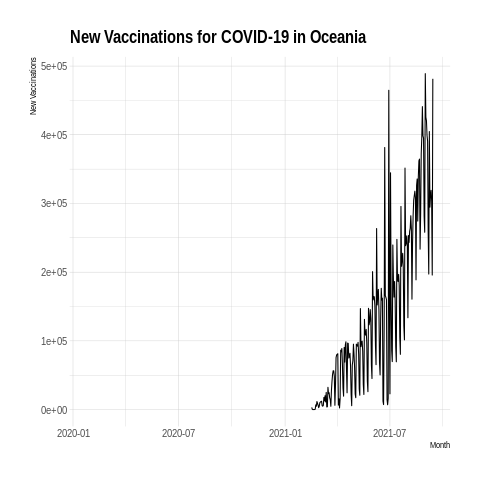 New Vaccinations for COVID-19 in Oceania
New Vaccinations
5e+05
4e+05
3e+05
2e+05
1e+05
0e+00
2020-01 2020-07 2021-01 2021-07
Month